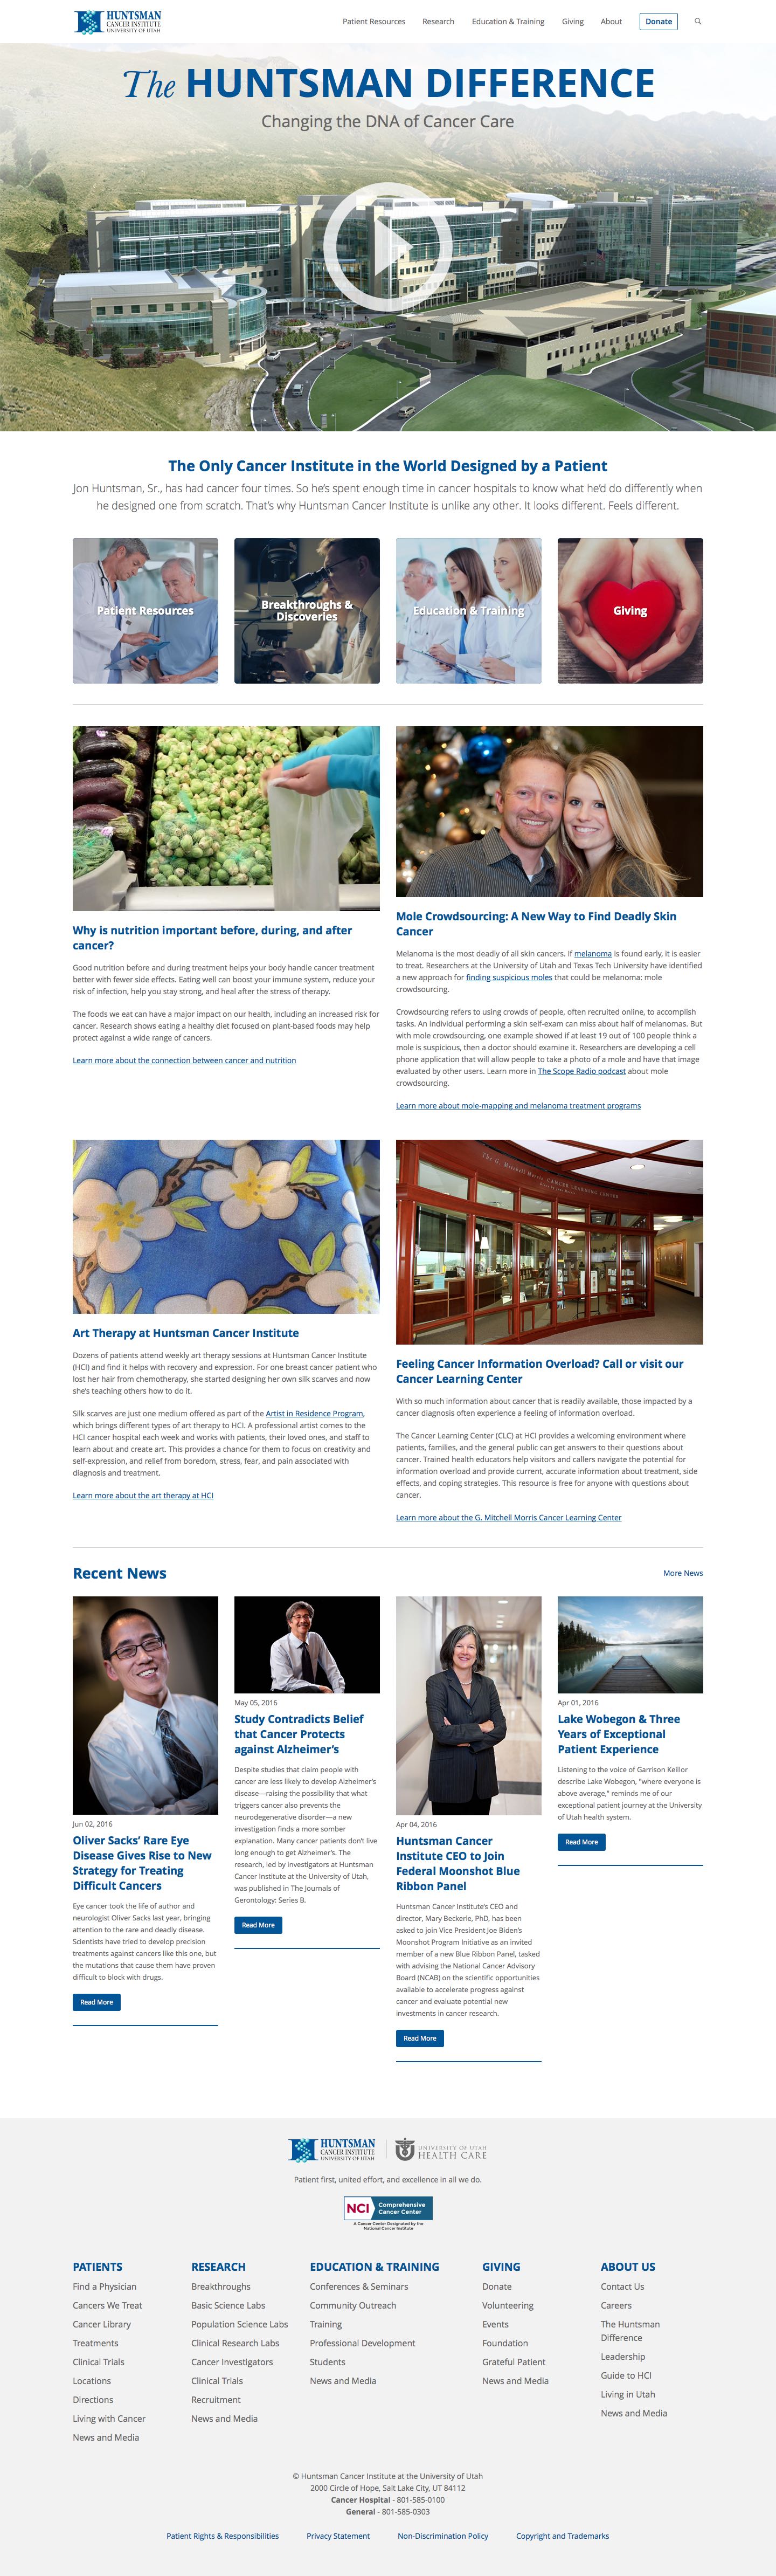 HUNTSMAN
CANCER INSTITUTE
UNIVERSITY OF UTAH
Patient Resources
Research
Education & Training
Giving
About
Donate
The HUNTSMAN DIFFERENCE
Changing the DNA of Cancer Care
The Only Cancer Institute in the World Designed by a Patient
Jon Huntsman, Sr., has had cancer four times. So he's spent enough time in cancer hospitals to know what he'd do differently when
he designed one from scratch. That's why Huntsman Cancer Institute is unlike any other. It looks different. Feels different.
Patient Resources
Breakthroughs &
Discoveries
Education & Training
Giving
Why is nutrition important before, during, and after
cancer?
Good nutrition before and during treatment helps your body handle cancer treatment
better with fewer side effects. Eating well can boost your immune system, reduce your
risk of infection, help you stay strong, and heal after the stress of therapy.
The foods we eat can have a major impact on our health, including an increased risk for
cancer. Research shows eating a healthy diet focused on plant-based foods may help
protect against a wide range of cancers.
Learn more about the connection between cancer and nutrition
Mole Crowdsourcing: A New Way to Find Deadly Skin
Cancer
Melanoma is the most deadly of all skin cancers. If melanoma is found early, it is easier
to treat. Researchers at the University of Utah and Texas Tech University have identified
a new approach for finding suspicious moles that could be melanoma: mole
crowdsourcing.
Crowdsourcing refers to using crowds of people, often recruited online, to accomplish
tasks. An individual performing a skin self-exam can miss about half of melanomas. But
with mole crowdsourcing, one example showed if at least 19 out of 100 people think a
mole is suspicious, then a doctor should examine it. Researchers are developing a cell
phone application that will allow people to take a photo of a mole and have that image
evaluated by other users. Learn more in The Scope Radio podcast about mole
crowdsourcing.
Learn more about mole-mapping and melanoma treatment programs
Art Therapy at Huntsman Cancer Institute
Dozens of patients attend weekly art therapy sessions at Huntsman Cancer Institute
(HCI) and find it helps with recovery and expression. For one breast cancer patient who
lost her hair from chemotherapy, she started designing her own silk scarves and now
she's teaching others how to do it.
Silk scarves are just one medium offered as part of the Artist in Residence Program,
which brings different types of art therapy to HCI. A professional artist comes to the
HCI cancer hospital each week and works with patients, their loved ones, and staff to
learn about and create art. This provides a chance for them to focus on creativity and
self-expression, and relief from boredom, stress, fear, and pain associated with
diagnosis and treatment.
Learn more about the art therapy at HCI
The G. Mitchell Morris CANCER LEARNING CENTER
Feeling Cancer Information Overload? Call or visit our
Cancer Learning Center
With so much information about cancer that is readily available, those impacted by a
cancer diagnosis often experience a feeling of information overload.
The Cancer Learning Center (CLC) at HCI provides a welcoming environment where
patients, families, and the general public can get answers to their questions about
cancer. Trained health educators help visitors and callers navigate the potential for
information overload and provide current, accurate information about treatment, side
effects, and coping strategies. This resource is free for anyone with questions about
cancer.
Learn more about the G. Mitchell Morris Cancer Learning Center
Recent News
More News
Jun 02, 2016
Oliver Sacks' Rare Eye
Disease Gives Rise to New
Strategy for Treating
Difficult Cancers
Eye cancer took the life of author and
neurologist Oliver Sacks last year, bringing
attention to the rare and deadly disease.
Scientists have tried to develop precision
treatments against cancers like this one, but
the mutations that cause them have proven
difficult to block with drugs.
Read More
May 05, 2016
Study Contradicts Belief
that Cancer Protects
against Alzheimer's
Despite studies that claim people with
cancer are less likely to develop Alzheimer's
disease—raising the possibility that what
triggers cancer also prevents the
neurodegenerative disorder—a new
investigation finds a more somber
explanation. Many cancer patients don't live
long enough to get Alzheimer's. The
research, led by investigators at Huntsman
Cancer Institute at the University of Utah,
was published in The Journals of
Gerontology: Series B.
Read More
Apr 04, 2016
Huntsman Cancer
Institute CEO to Join
Federal Moonshot Blue
Ribbon Panel
Huntsman Cancer Institute's CEO and
director, Mary Beckerle, PhD, has been
asked to join Vice President Joe Biden's
Moonshot Program Initiative as an invited
member of a new Blue Ribbon Panel, tasked
with advising the National Cancer Advisory
Board (NCAB) on the scientific opportunities
available to accelerate progress against
cancer and evaluate potential new
investments in cancer research.
Read More
Apr 01, 2016
Lake Wobegon & Three
Years of Exceptional
Patient Experience
Listening to the voice of Garrison Keillor
describe Lake Wobegon, "where everyone is
above average," reminds me of our
exceptional patient journey at the University
of Utah health system.
Read More
HUNTSMAN
CANCER INSTITUTE
UNIVERSITY OF UTAH
UNIVERSITY OF UTAH
HEALTH CARE
Patient first, united effort, and excellence in all we do.
NCI
Comprehensive
Cancer Center
A Cancer Center Designated by the
National Cancer Institute
PATIENTS
Find a Physician
Cancers We Treat
Cancer Library
Treatments
Clinical Trials
Locations
Directions
Living with Cancer
News and Media
RESEARCH
Breakthroughs
Basic Science Labs
Population Science Labs
Clinical Research Labs
Cancer Investigators
Clinical Trials
Recruitment
News and Media
EDUCATION & TRAINING
Conferences & Seminars
Community Outreach
Training
Professional Development
Students
News and Media
GIVING
Donate
Volunteering
Events
Foundation
Grateful Patient
News and Media
ABOUT US
Contact Us
Careers
The Huntsman
Difference
Leadership
Guide to HCI
Living in Utah
News and Media
© Huntsman Cancer Institute at the University of Utah
2000 Circle of Hope, Salt Lake City, UT 84112
Cancer Hospital - 801-585-0100
General - 801-585-0303
Patient Rights & Responsibilities
Privacy Statement
Non-Discrimination Policy
Copyright and Trademarks